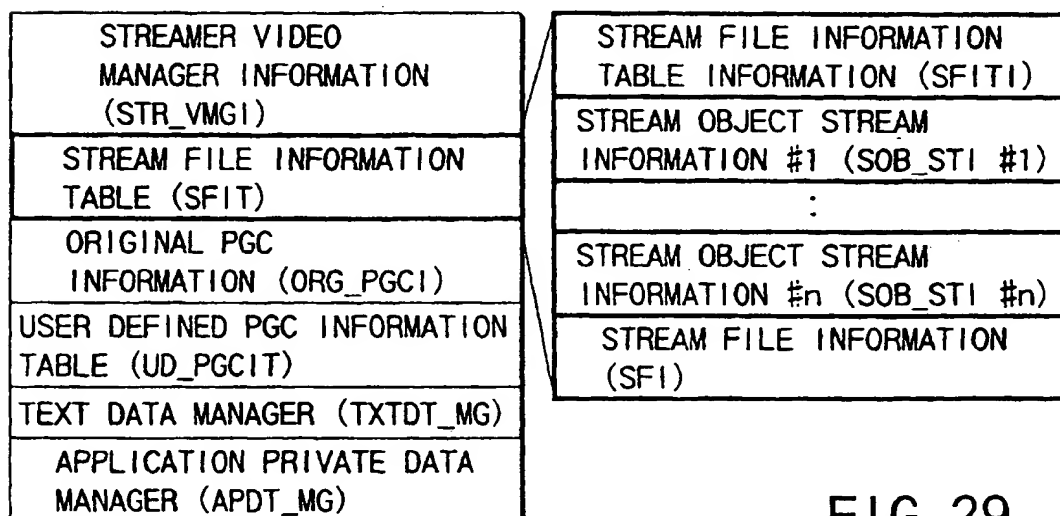 STREAMER VIDEO
MANAGER INFORMATION
(STR_VMGI)
STREAM FILE INFORMATION
TABLE (SFIT)
ORIGINAL PGC
INFORMATION (ORG_PGCI)
USER DEFINED PGC INFORMATION
TABLE (UD_PGCIT)
TEXT DATA MANAGER (TXTDT_MG)
APPLICATION PRIVATE DATA
MANAGER (APDT_MG)
STREAM FILE INFORMATION
TABLE INFORMATION (SFITI)
STREAM OBJECT STREAM
INFORMATION #1 (SOB_STI #1)
:
STREAM OBJECT STREAM
INFORMATION #n (SOB_STI #n)
STREAM FILE INFORMATION
(SFI)
FIG. 29